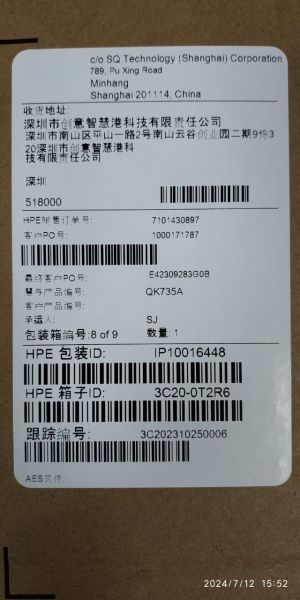 c/o SQ Technology (Shanghai) Corporation
789, Pu Xing Road
Minhang
Shanghai 201114, China
收货地址:
深圳市创意智慧港科技有限责任公司
深圳市南山区平山一路2号南山云谷创业园二期9栋3
20深圳市创意智慧港科
技有限责任公司
深圳
518000
HPE销售订单号: 7101430897
客户PO号: 1000171787
最终客户PO号: E42309283G0B
慧与产品编号: QK735A
客户产品编号:
承运人: SJ
包装箱编号:8 of 9 数量: 1
HPE 包装ID: IP10016448
HPE 箱子ID: 3C20-0T2R6
跟踪编号: 3C202310250006
AES文件:
2024/7/12 15:52